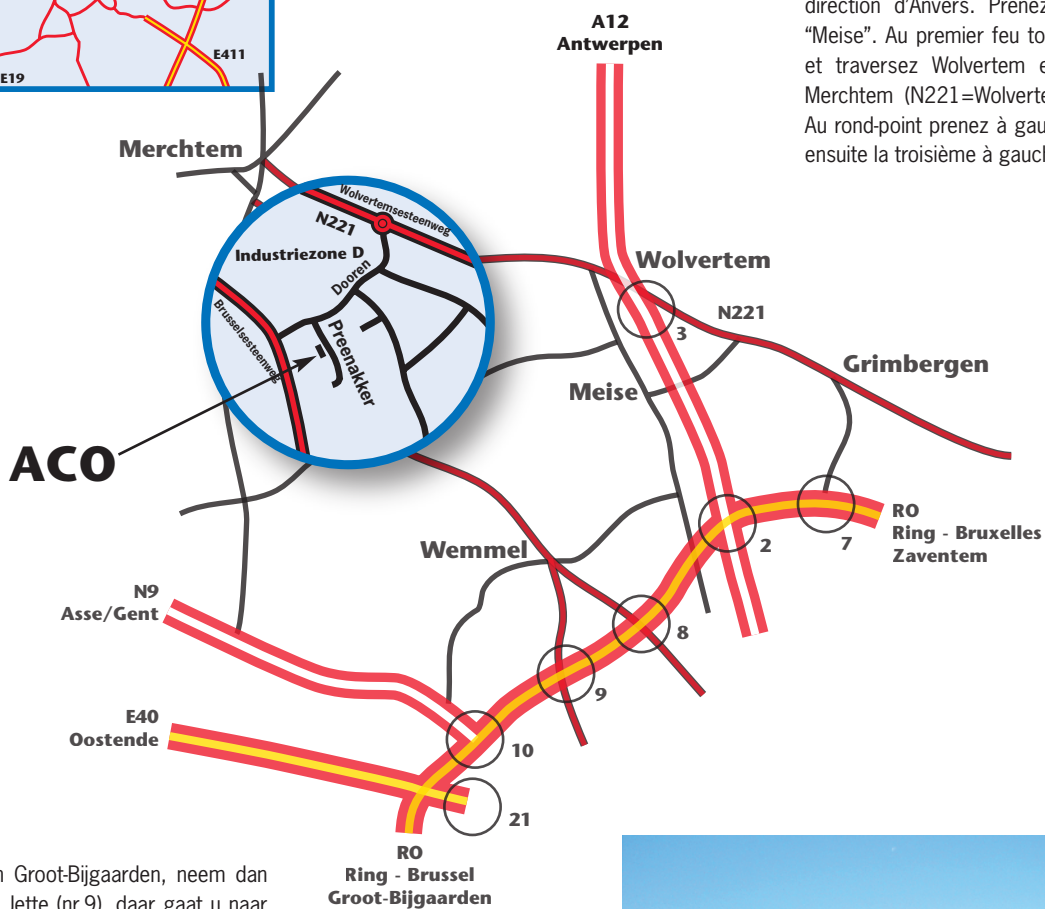 E411
E19
direction d'Anvers. Prenez
“Meise”. Au premier feu to
et traversez Wolvertem e
Merchtem (N221=Wolverte
Au rond-point prenez à gau
ensuite la troisième à gauch
A12
Antwerpen
Merchtem
Wolvertemsesteenweg
N221
Industriezone D
Dooren
Brusselsesteenweg
Preenakker
ACO
Wolvertem
3
N221
Meise
Grimbergen
RO
Ring - Bruxelles
Zaventem
7
2
Wemmel
8
9
N9
Asse/Gent
10
E40
Oostende
21
RO
Ring - Brussel
Groot-Bijgaarden
n Groot-Bijgaarden, neem dan
Jette (nr.9), daar gaat u naar